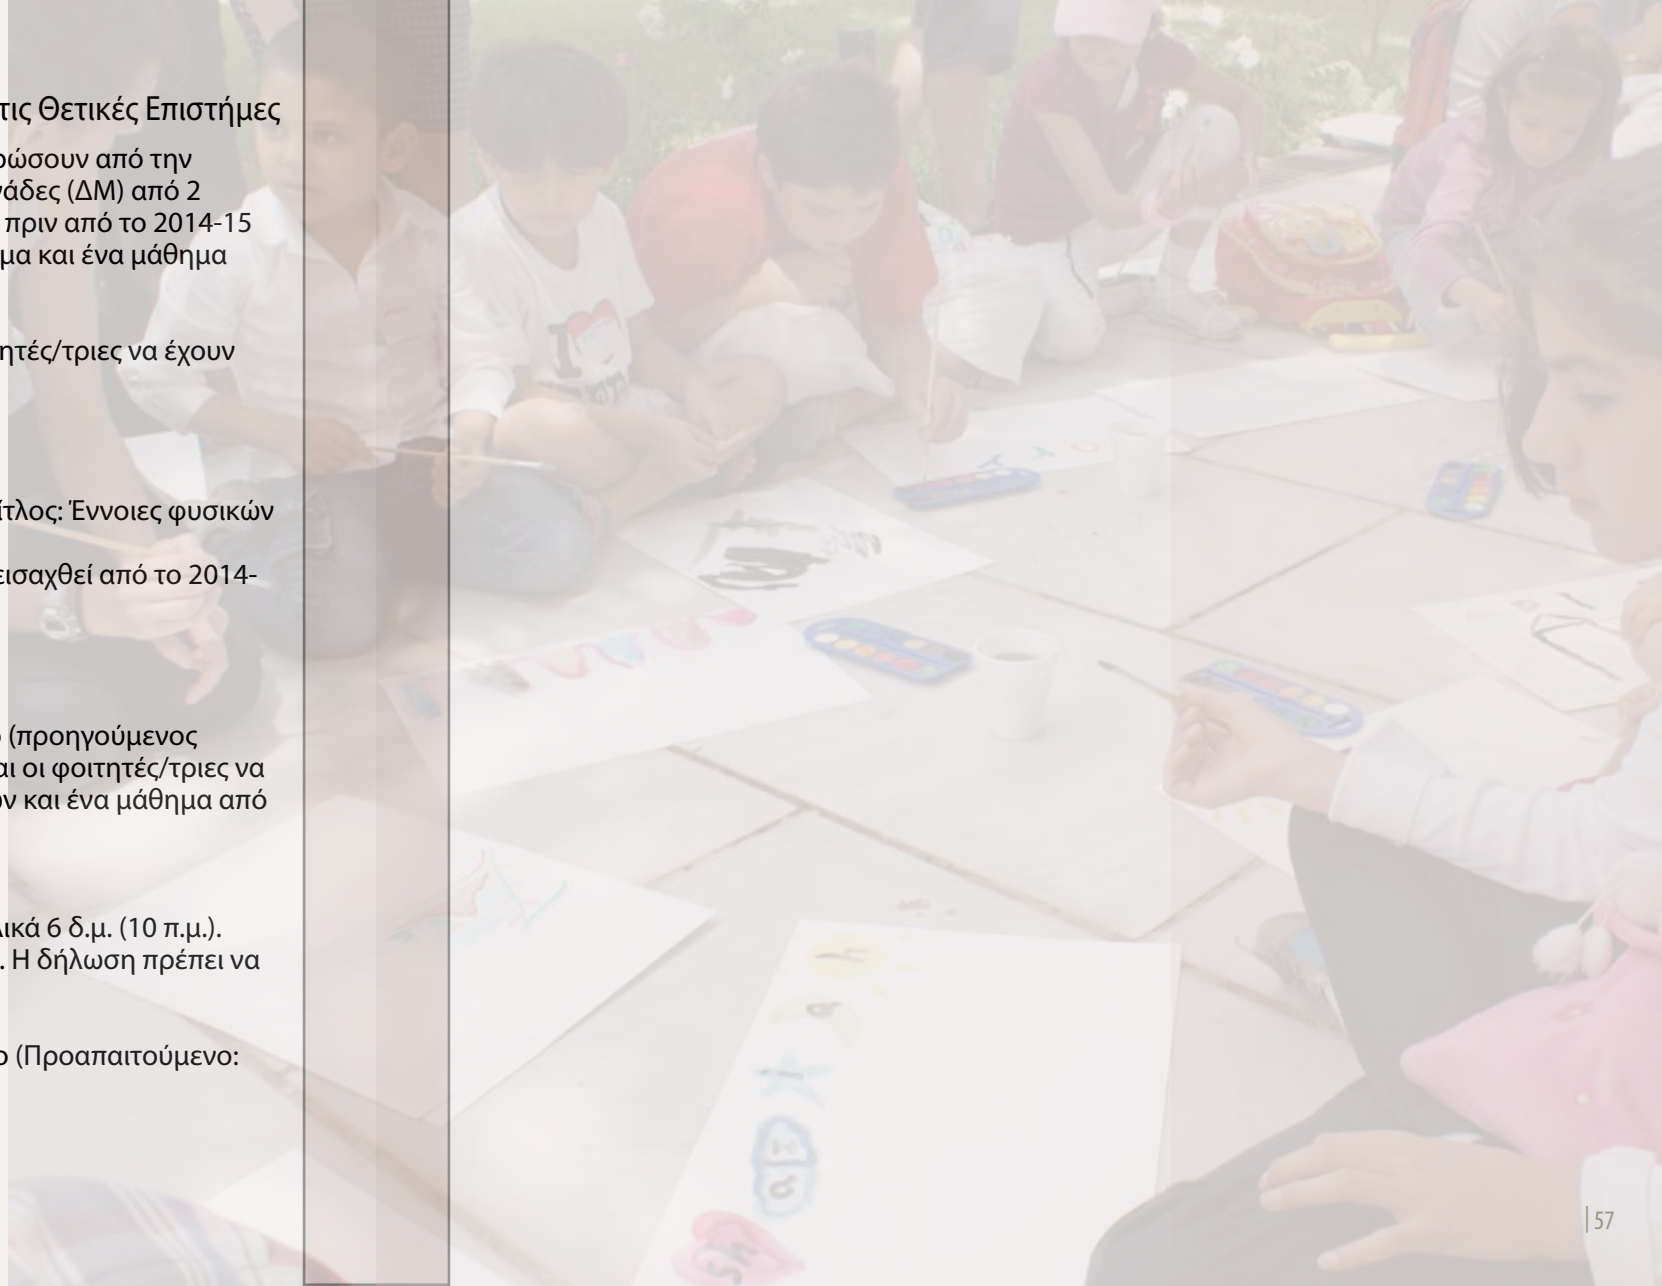 τις Θετικές Επιστήμες
ρώσουν από την
νάδες (ΔΜ) από 2
πριν από το 2014-15
μα και ένα μάθημα
ητές/τριες να έχουν
ίτλος: Έννοιες φυσικών
εισαχθεί από το 2014-
(προηγούμενος
αι οι φοιτητές/τριες να
ών και ένα μάθημα από
ικά 6 δ.μ. (10 π.μ.).
. Η δήλωση πρέπει να
ο (Προαπαιτούμενο:
57